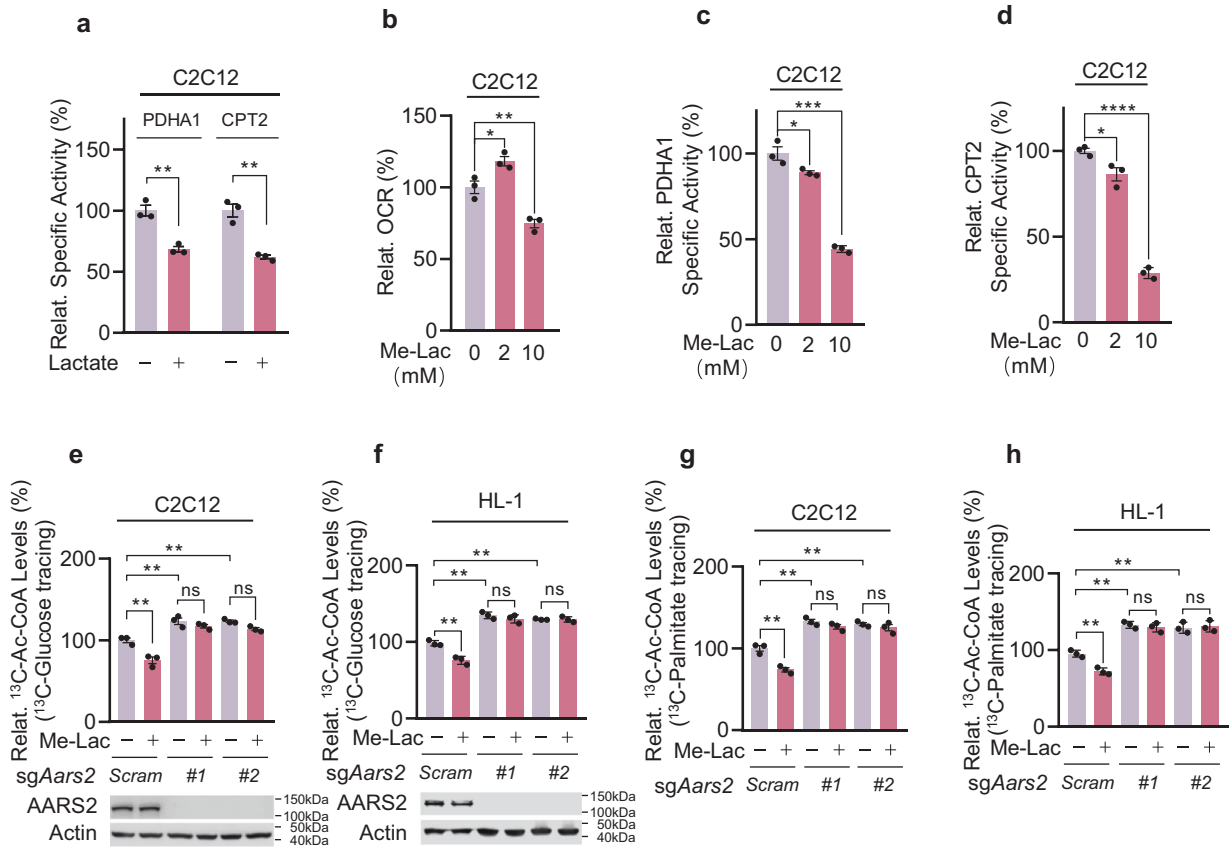 a
C2C12
PDHA1 CPT2
Relat. Specific Activity (%)
150
100
50
0
** **
Lactate − + − +
b
C2C12
Relat. OCR (%)
150
100
50
0
* **
Me-Lac 0 2 10
(mM)
c
C2C12
Relat. PDHA1
Specific Activity (%)
100
50
0
* ***
Me-Lac 0 2 10
(mM)
d
C2C12
Relat. CPT2
Specific Activity (%)
100
50
0
* ****
Me-Lac 0 2 10
(mM)
e
C2C12
Relat. ¹³C-Ac-CoA Levels (%)
(¹³C-Glucose tracing)
200
100
0
**
**
** ns ns
Me-Lac − + − + − +
sgAars2 Scram #1 #2
AARS2
150kDa
100kDa
Actin
50kDa
40kDa
f
HL-1
Relat. ¹³C-Ac-CoA Levels (%)
(¹³C-Glucose tracing)
200
100
0
**
**
** ns ns
Me-Lac − + − + − +
sgAars2 Scram #1 #2
AARS2
150kDa
100kDa
Actin
50kDa
40kDa
g
C2C12
Relat. ¹³C-Ac-CoA Levels (%)
(¹³C-Palmitate tracing)
200
100
0
**
**
** ns ns
Me-Lac − + − + − +
sgAars2 Scram #1 #2
h
HL-1
Relat. ¹³C-Ac-CoA Levels (%)
(¹³C-Palmitate tracing)
200
100
0
**
**
** ns ns
Me-Lac − + − + − +
sgAars2 Scram #1 #2